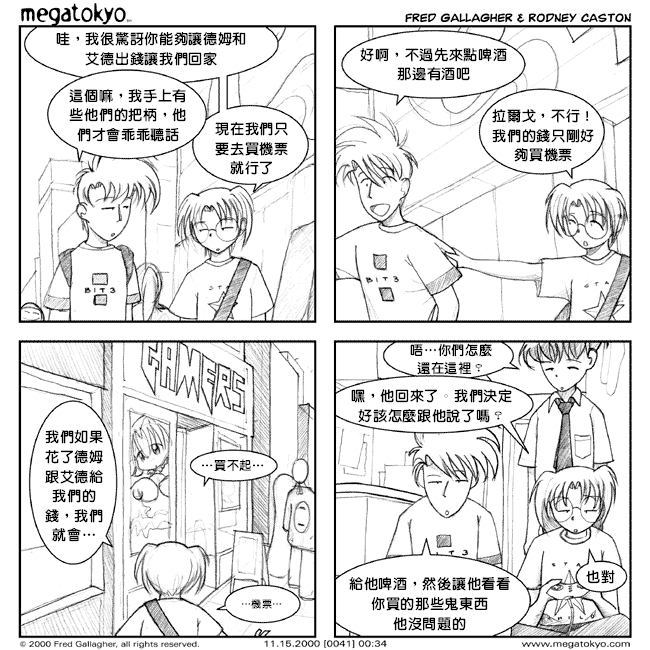 megatokyo™
FRED GALLAGHER & RODNEY CASTON
哇，我很驚訝你能夠讓德姆和
艾德出錢讓我們回家
這個嘛，我手上有
些他們的把柄，他
們才會乖乖聽話
現在我們只
要去買機票
就行了
BIT3
STA
好啊，不過先來點啤酒
那邊有酒吧
拉爾戈，不行！
我們的錢只剛好
夠買機票
BIT3
STA
GAMERS
我們如果
花了德姆
跟艾德給
我們的
錢，我們
就會…
…買不起…
…機票…
唔…你們怎麼
還在這裡？
嘿，他回來了。我們決定
好該怎麼跟他說了嗎？
給他啤酒，然後讓他看看
你買的那些鬼東西
他沒問題的
也對
© 2000 Fred Gallagher, all rights reserved.
11.15.2000 [0041] 00:34
www.megatokyo.com